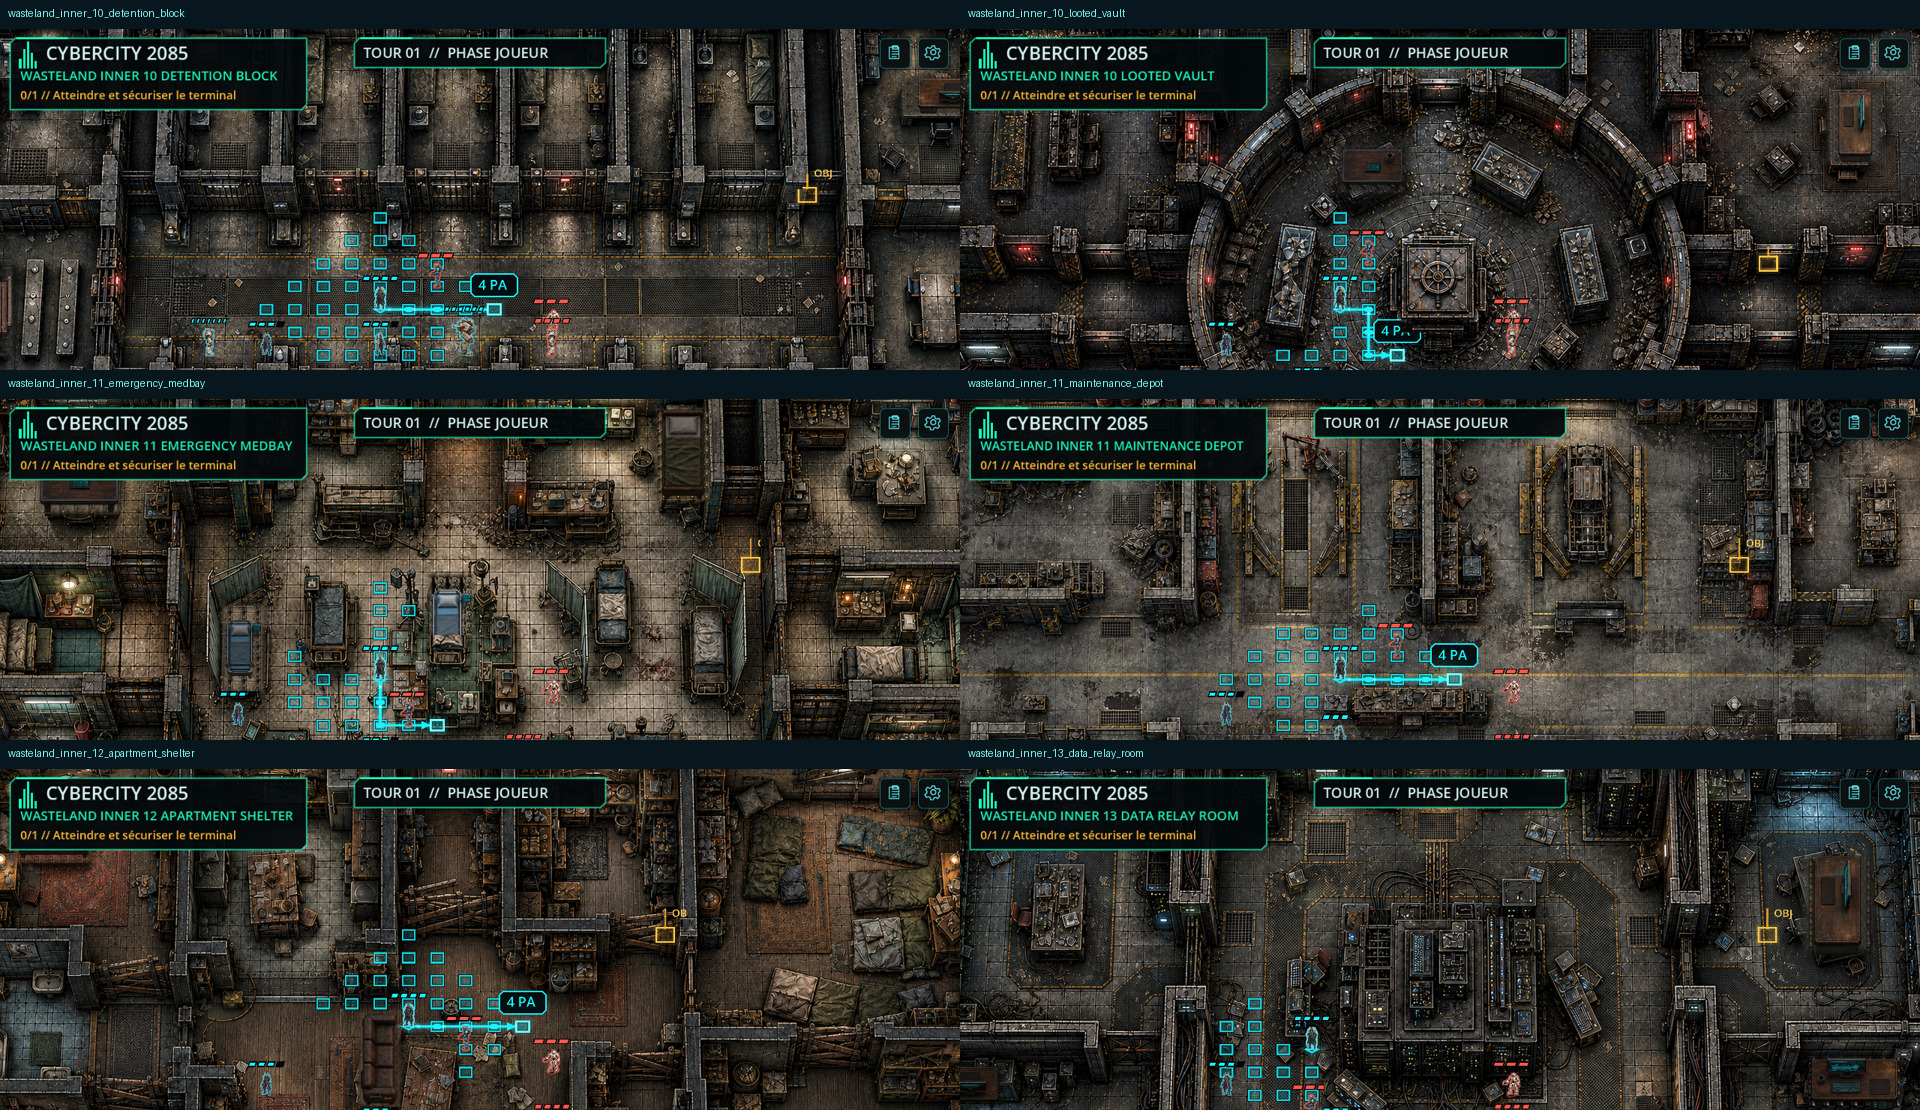 wasteland_inner_10_detention_block
CYBERCITY 2085
WASTELAND INNER 10 DETENTION BLOCK
0/1 // Atteindre et sécuriser le terminal
TOUR 01 // PHASE JOUEUR
OBJ
4 PA
wasteland_inner_10_looted_vault
CYBERCITY 2085
WASTELAND INNER 10 LOOTED VAULT
0/1 // Atteindre et sécuriser le terminal
TOUR 01 // PHASE JOUEUR
wasteland_inner_11_emergency_medbay
CYBERCITY 2085
WASTELAND INNER 11 EMERGENCY MEDBAY
0/1 // Atteindre et sécuriser le terminal
TOUR 01 // PHASE JOUEUR
wasteland_inner_11_maintenance_depot
CYBERCITY 2085
WASTELAND INNER 11 MAINTENANCE DEPOT
0/1 // Atteindre et sécuriser le terminal
TOUR 01 // PHASE JOUEUR
OBJ
4 PA
wasteland_inner_12_apartment_shelter
CYBERCITY 2085
WASTELAND INNER 12 APARTMENT SHELTER
0/1 // Atteindre et sécuriser le terminal
TOUR 01 // PHASE JOUEUR
OB
4 PA
wasteland_inner_13_data_relay_room
CYBERCITY 2085
WASTELAND INNER 13 DATA RELAY ROOM
0/1 // Atteindre et sécuriser le terminal
TOUR 01 // PHASE JOUEUR
OBJ